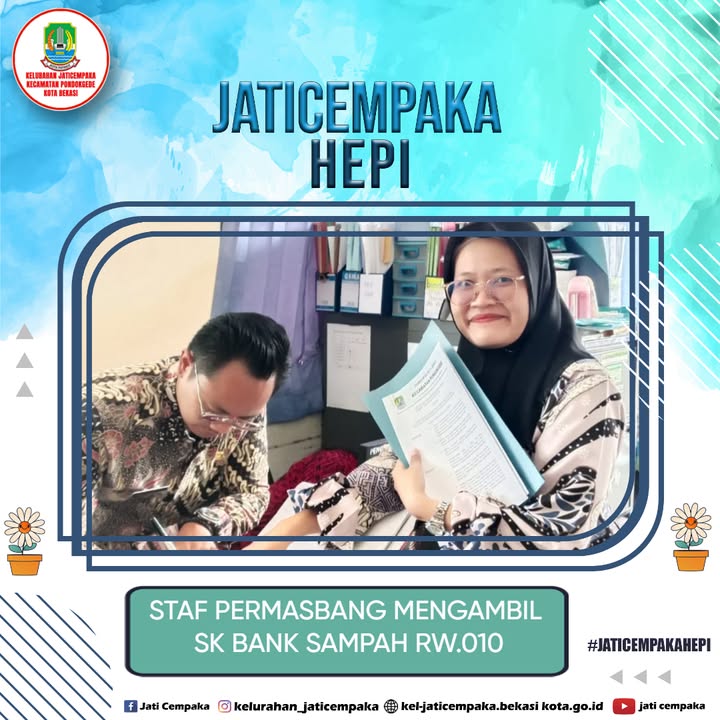 KELURAHAN JATICEMPAKA
KECAMATAN PONDOKGEDE
KOTA BEKASI
JATICEMPAKA
HEPI
STAF PERMASBANG MENGAMBIL
SK BANK SAMPAH RW.010
#JATICEMPAKAHEPI
Jati Cempaka kelurahan_jaticempaka kel-jaticempaka.bekasi kota.go.id jati cempaka